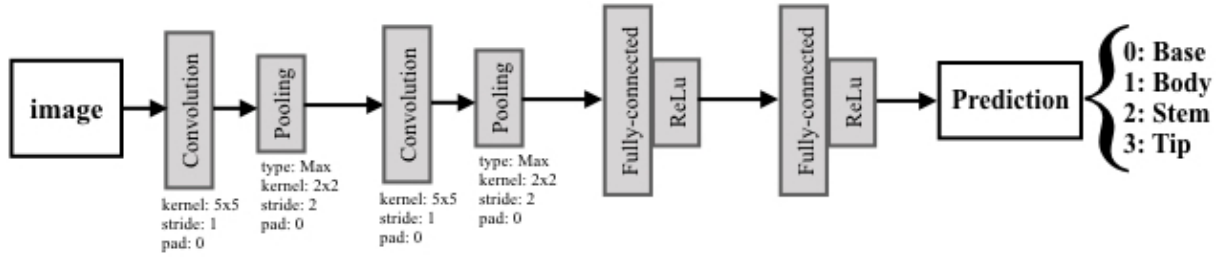 image
Convolution
kernel: 5x5
stride: 1
pad: 0
Pooling
type: Max
kernel: 2x2
stride: 2
pad: 0
Convolution
kernel: 5x5
stride: 1
pad: 0
Pooling
type: Max
kernel: 2x2
stride: 2
pad: 0
Fully-connected
ReLu
Fully-connected
ReLu
Prediction
0: Base
1: Body
2: Stem
3: Tip